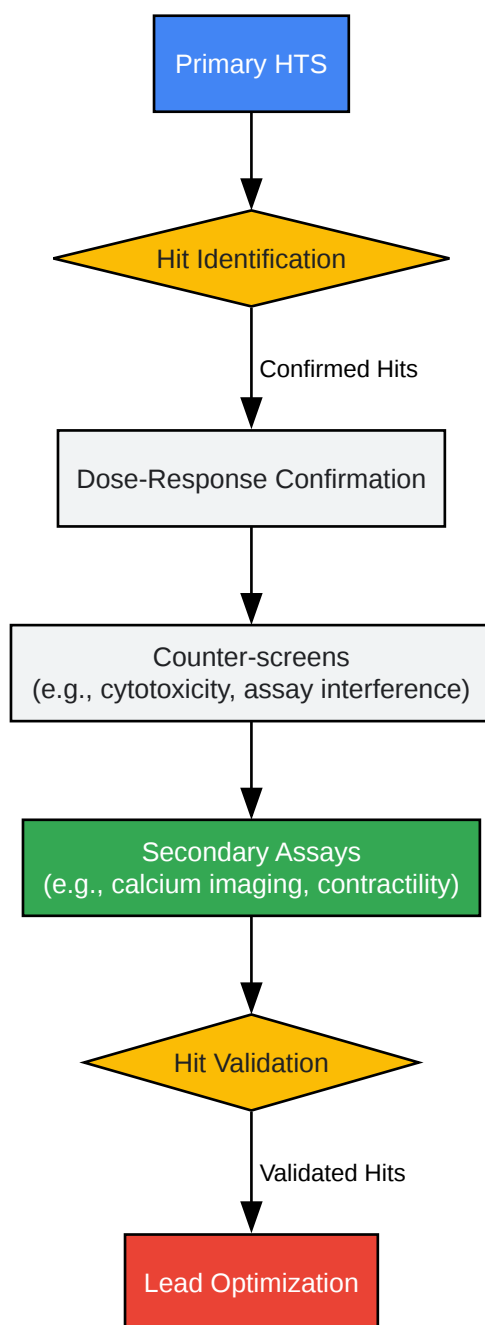 Primary HTS
Hit Identification
Confirmed Hits
Dose-Response Confirmation
Counter-screens
(e.g., cytotoxicity, assay interference)
Secondary Assays
(e.g., calcium imaging, contractility)
Hit Validation
Validated Hits
Lead Optimization